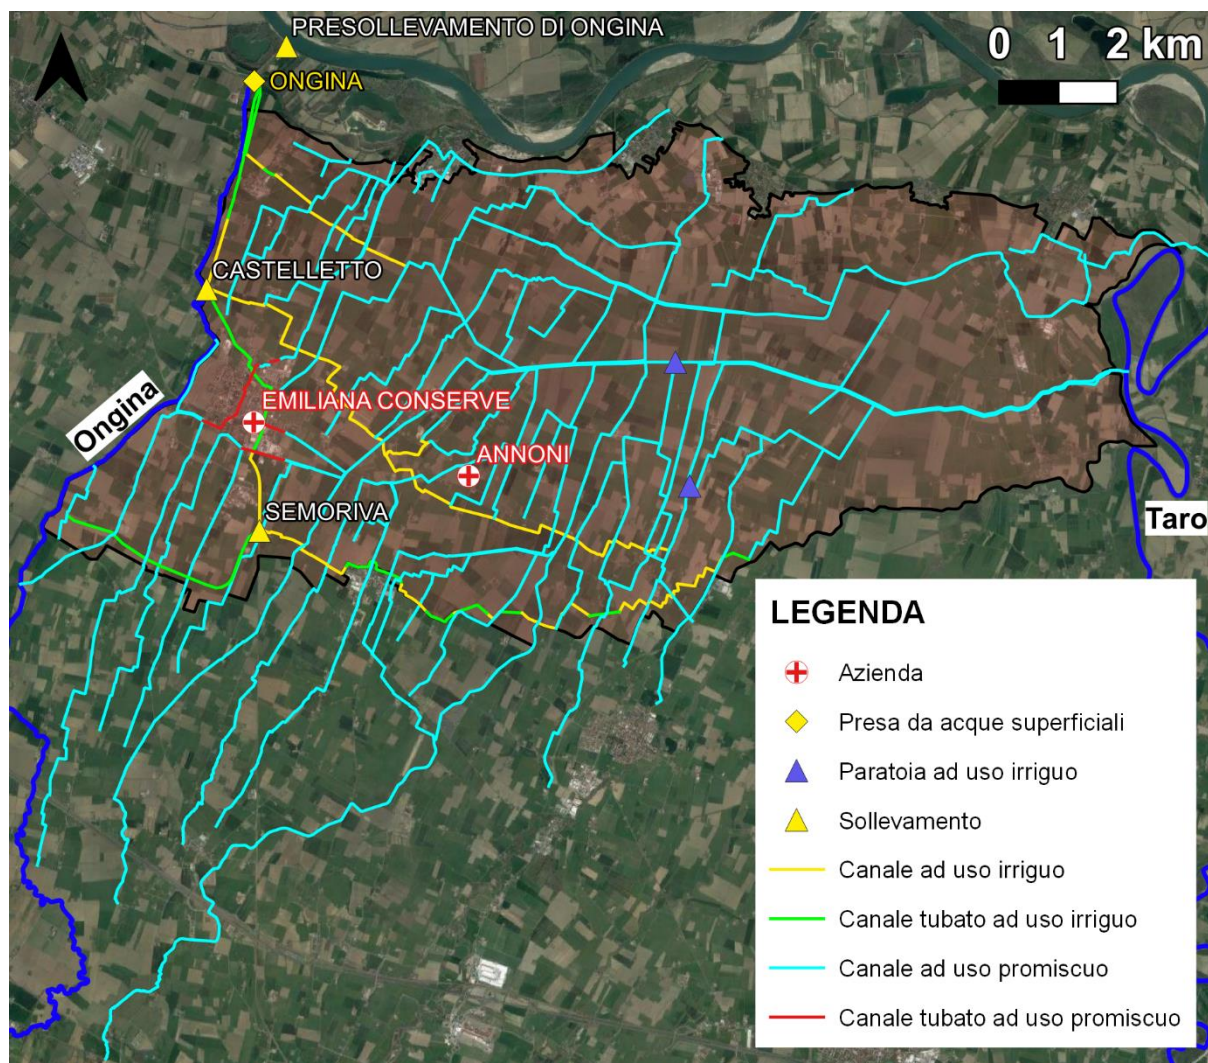 PRESOLLEVAMENTO DI ONGINA
0 1 2 km
ONGINA
CASTELLETTO
Ongina
EMILIANA CONSERVE
ANNONI
SEMORIVA
Taro
LEGENDA
Azienda
Presa da acque superficiali
Paratoia ad uso irriguo
Sollevamento
Canale ad uso irriguo
Canale tubato ad uso irriguo
Canale ad uso promiscuo
Canale tubato ad uso promiscuo